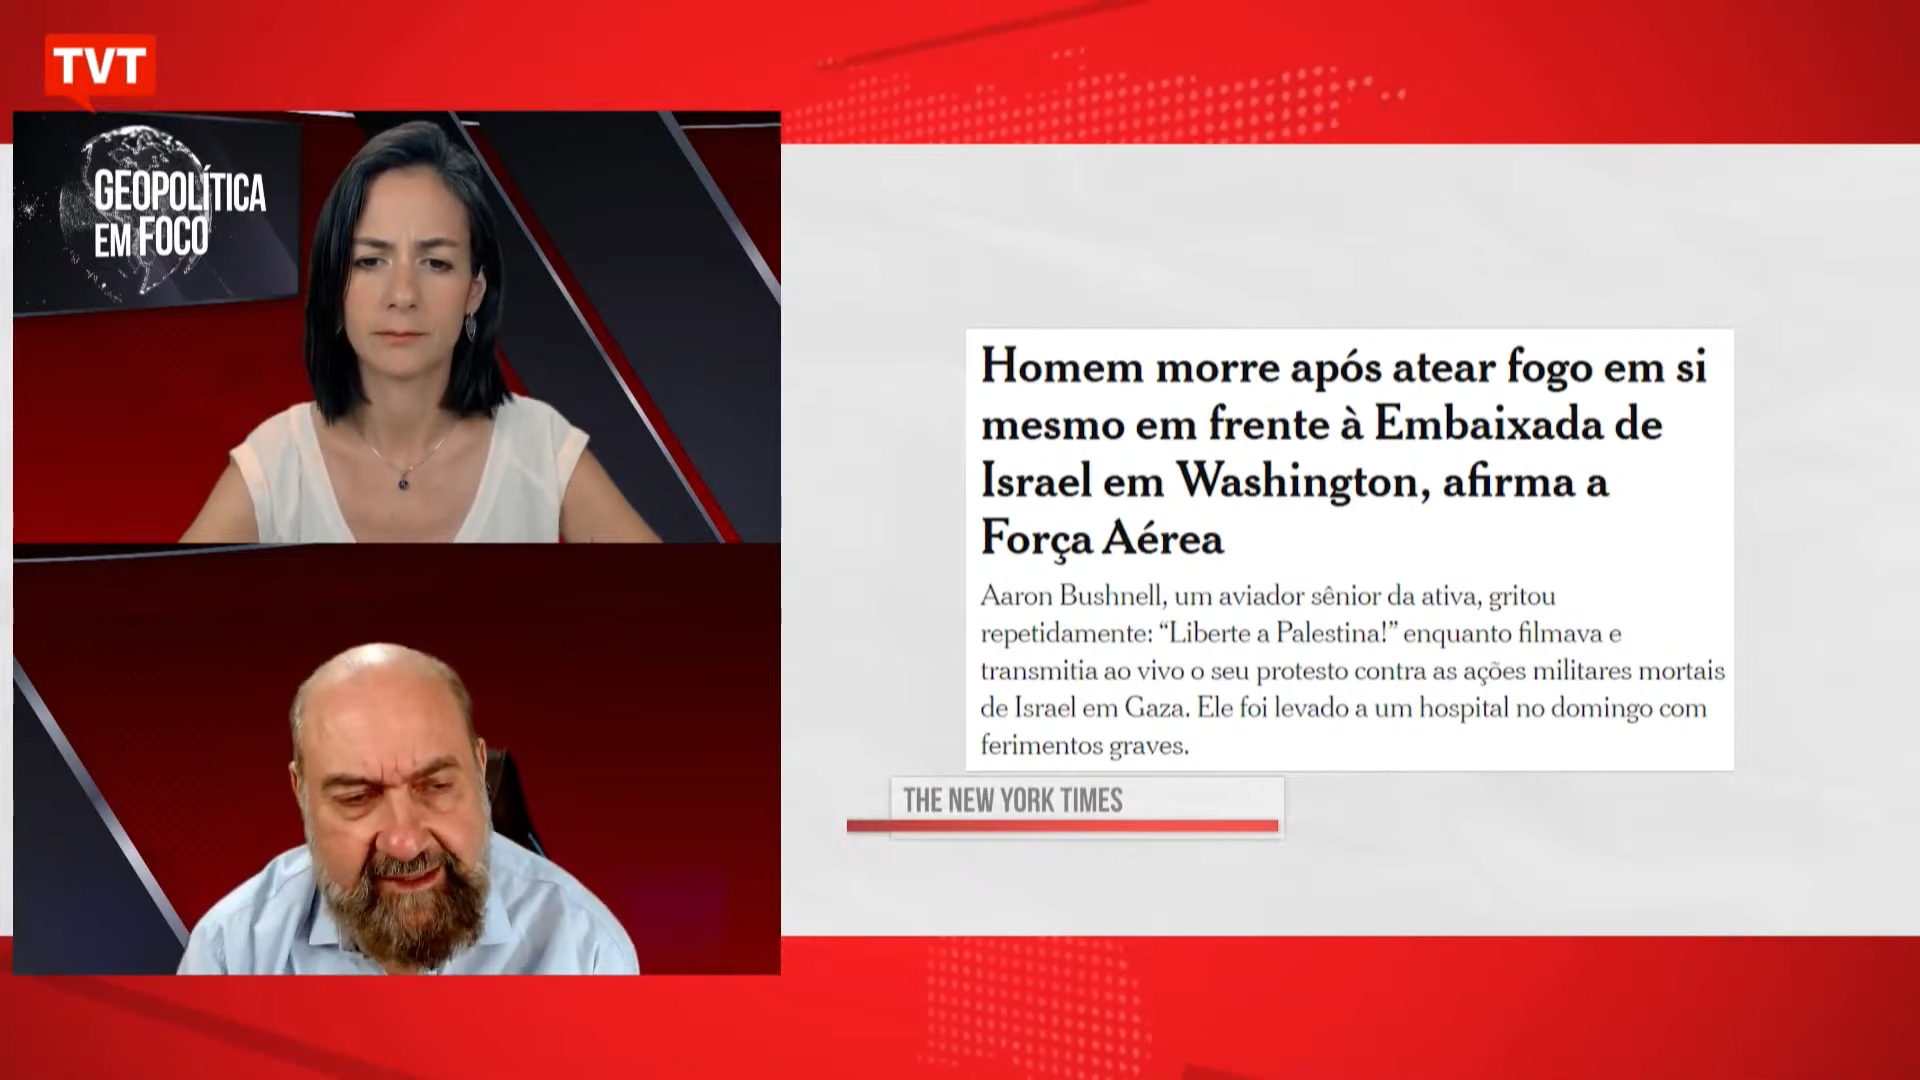 TVT
GEOPOLÍTICA
EM FOCO
Homem morre após atear fogo em si
mesmo em frente à Embaixada de
Israel em Washington, afirma a
Força Aérea
Aaron Bushnell, um aviador sênior da ativa, gritou
repetidamente: “Liberte a Palestina!” enquanto filmava e
transmitia ao vivo o seu protesto contra as ações militares mortais
de Israel em Gaza. Ele foi levado a um hospital no domingo com
ferimentos graves.
THE NEW YORK TIMES